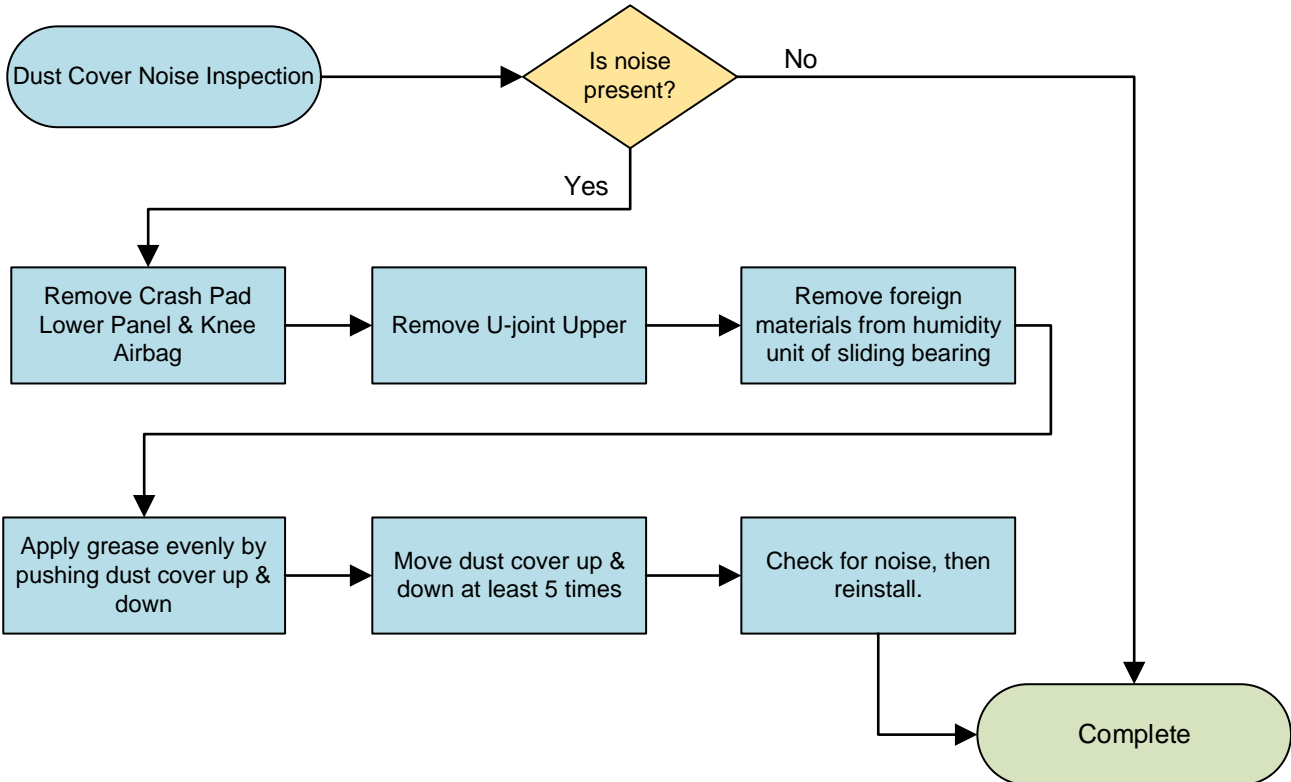 Dust Cover Noise Inspection
Is noise
present?
No
Yes
Remove Crash Pad
Lower Panel & Knee
Airbag
Remove U-joint Upper
Remove foreign
materials from humidity
unit of sliding bearing
Apply grease evenly by
pushing dust cover up &
down
Move dust cover up &
down at least 5 times
Check for noise, then
reinstall.
Complete